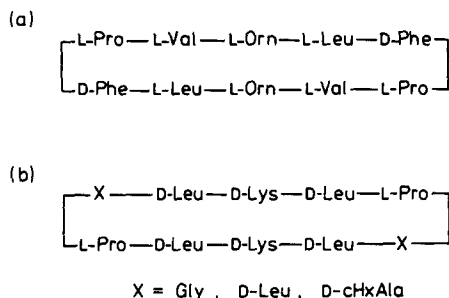 (a)
L-Pro—L-Val—L-Orn—L-Leu—D-Phe
D-Phe—L-Leu—L-Orn—L-Val—L-Pro
(b)
X—D-Leu—D-Lys—D-Leu—L-Pro
L-Pro—D-Leu—D-Lys—D-Leu—X
X = Gly , D-Leu , D-cHxAla